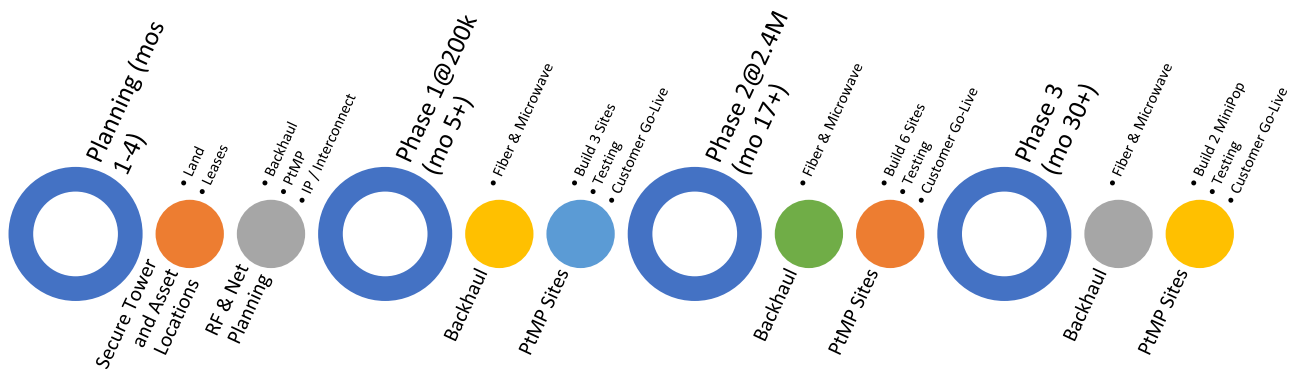 Planning (mos
1-4)
Secure Tower
and Asset
Locations
• Land
• Leases
RF & Net
Planning
• Backhaul
• PtMP
• IP / Interconnect
Phase 1@200k
(mo 5+)
Backhaul
• Fiber & Microwave
PtMP Sites
• Build 3 Sites
• Testing
• Customer Go-Live
Phase 2@2.4M
(mo 17+)
Backhaul
• Fiber & Microwave
PtMP Sites
• Build 6 Sites
• Testing
• Customer Go-Live
Phase 3
(mo 30+)
Backhaul
• Fiber & Microwave
PtMP Sites
• Build 2 MiniPop
• Testing
• Customer Go-Live